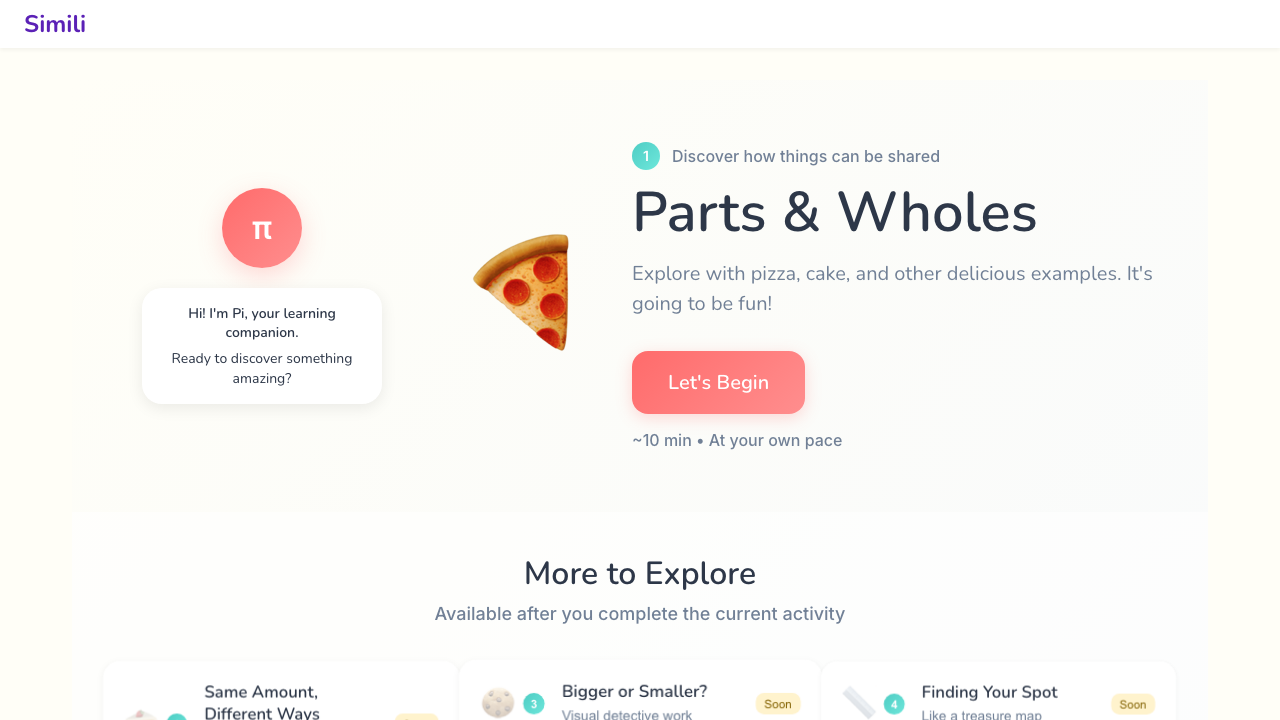 Simili
π
Hi! I'm Pi, your learning
companion.
Ready to discover something
amazing?
1
Discover how things can be shared
Parts & Wholes
Explore with pizza, cake, and other delicious examples. It's
going to be fun!
Let's Begin
~10 min • At your own pace
More to Explore
Available after you complete the current activity
Same Amount,
Different Ways
3
Bigger or Smaller?
Visual detective work
Soon
4
Finding Your Spot
Like a treasure map
Soon